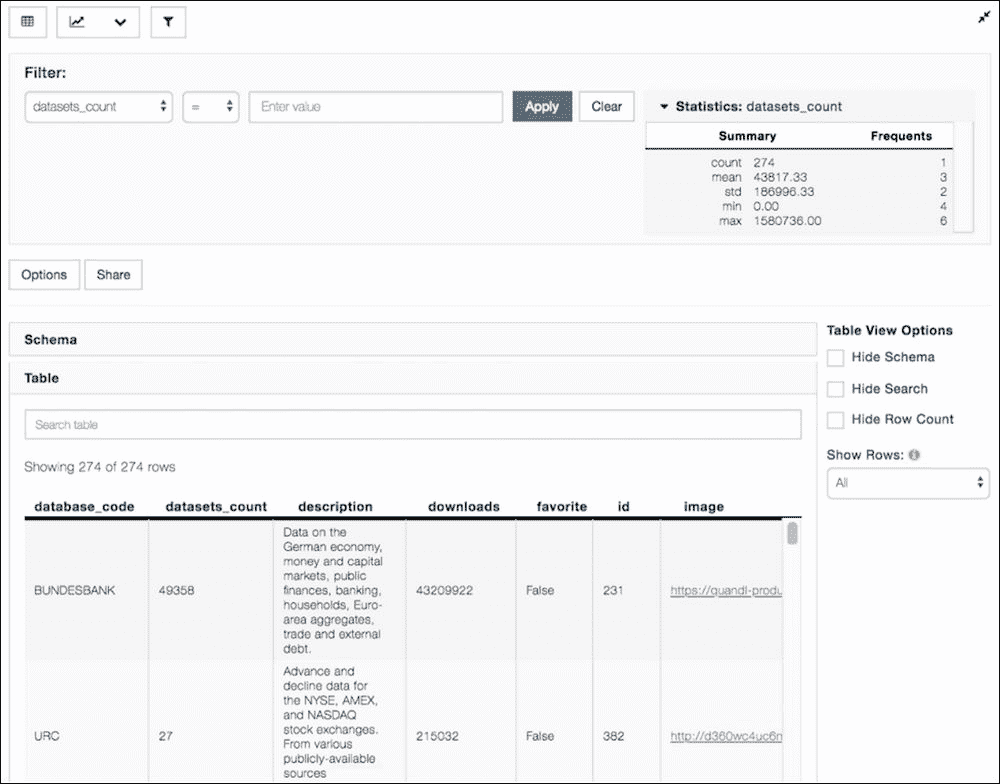 Filter:
datasets_count
=
Enter value
Apply
Clear
Statistics: datasets_count
Summary Frequents
count 274 1
mean 43817.33 3
std 186996.33 2
min 0.00 4
max 1580736.00 6
Options
Share
Schema
Table
Search table
Showing 274 of 274 rows
database_code datasets_count description downloads favorite id image
Data on the
German economy,
money and capital
markets, public
BUNDESBANK 49358 finances, banking, 43209922 False 231 https://quandl-produ
households, Euro-
area aggregates,
trade and external
debt.
Advance and
decline data for
the NYSE, AMEX,
and NASDAQ
URC 27 stock exchanges. 215032 False 382 http://d360wc4uc6n
From various
publicly-available
sources
Table View Options
Hide Schema
Hide Search
Hide Row Count
Show Rows:
All